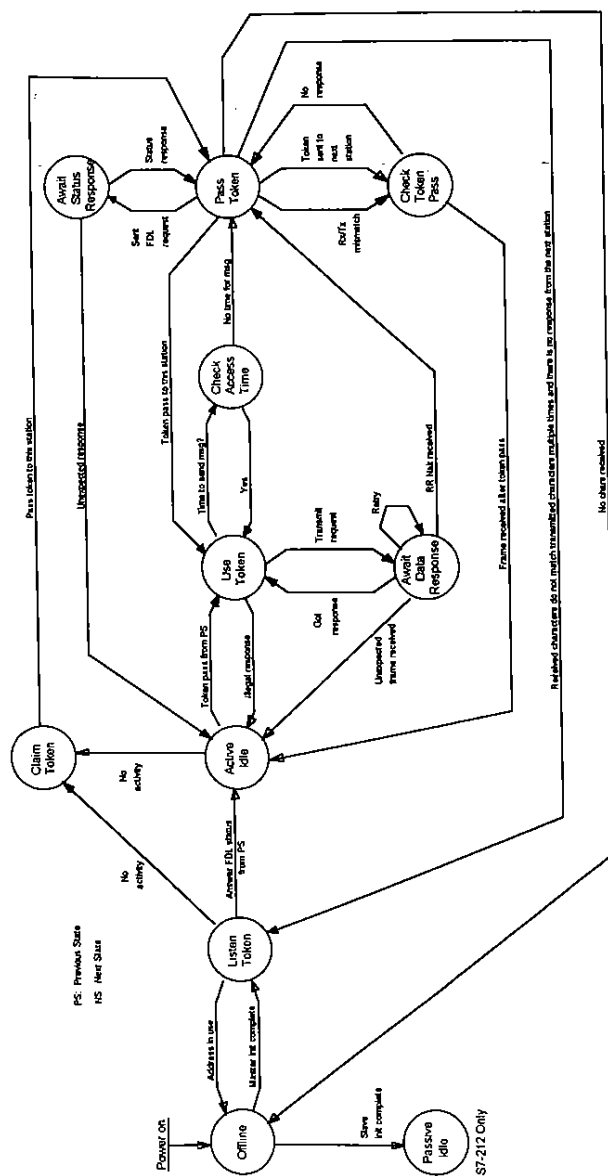 Power on
Offline
Slave
init complete
Passive
Idle
S7-212 Only
Address in use
Master init complete
PS: Previous State
NS Next State
Listen
Token
No
activity
Answer FDL status
from PS
Claim
Token
No
activity
Active
Idle
Pass token to this station
Unexpected response
Token pass from PS
Illegal response
Use
Token
Token pass to this station
Time to send msg?
Yes
Check
Access
Time
No time for msg
Transmit
request
Got
response
Await
Data
Response
Retry
Unexpected
frame received
RR Nak received
Await
Status
Response
Status
response
Sent
FDL
request
Pass
Token
No
response
Token
sent to
next
station
Rx/Tx
mismatch
Check
Token
Pass
Frame received after token pass
Received characters do not match transmitted characters multiple times and there is no response from the next station
No chars received